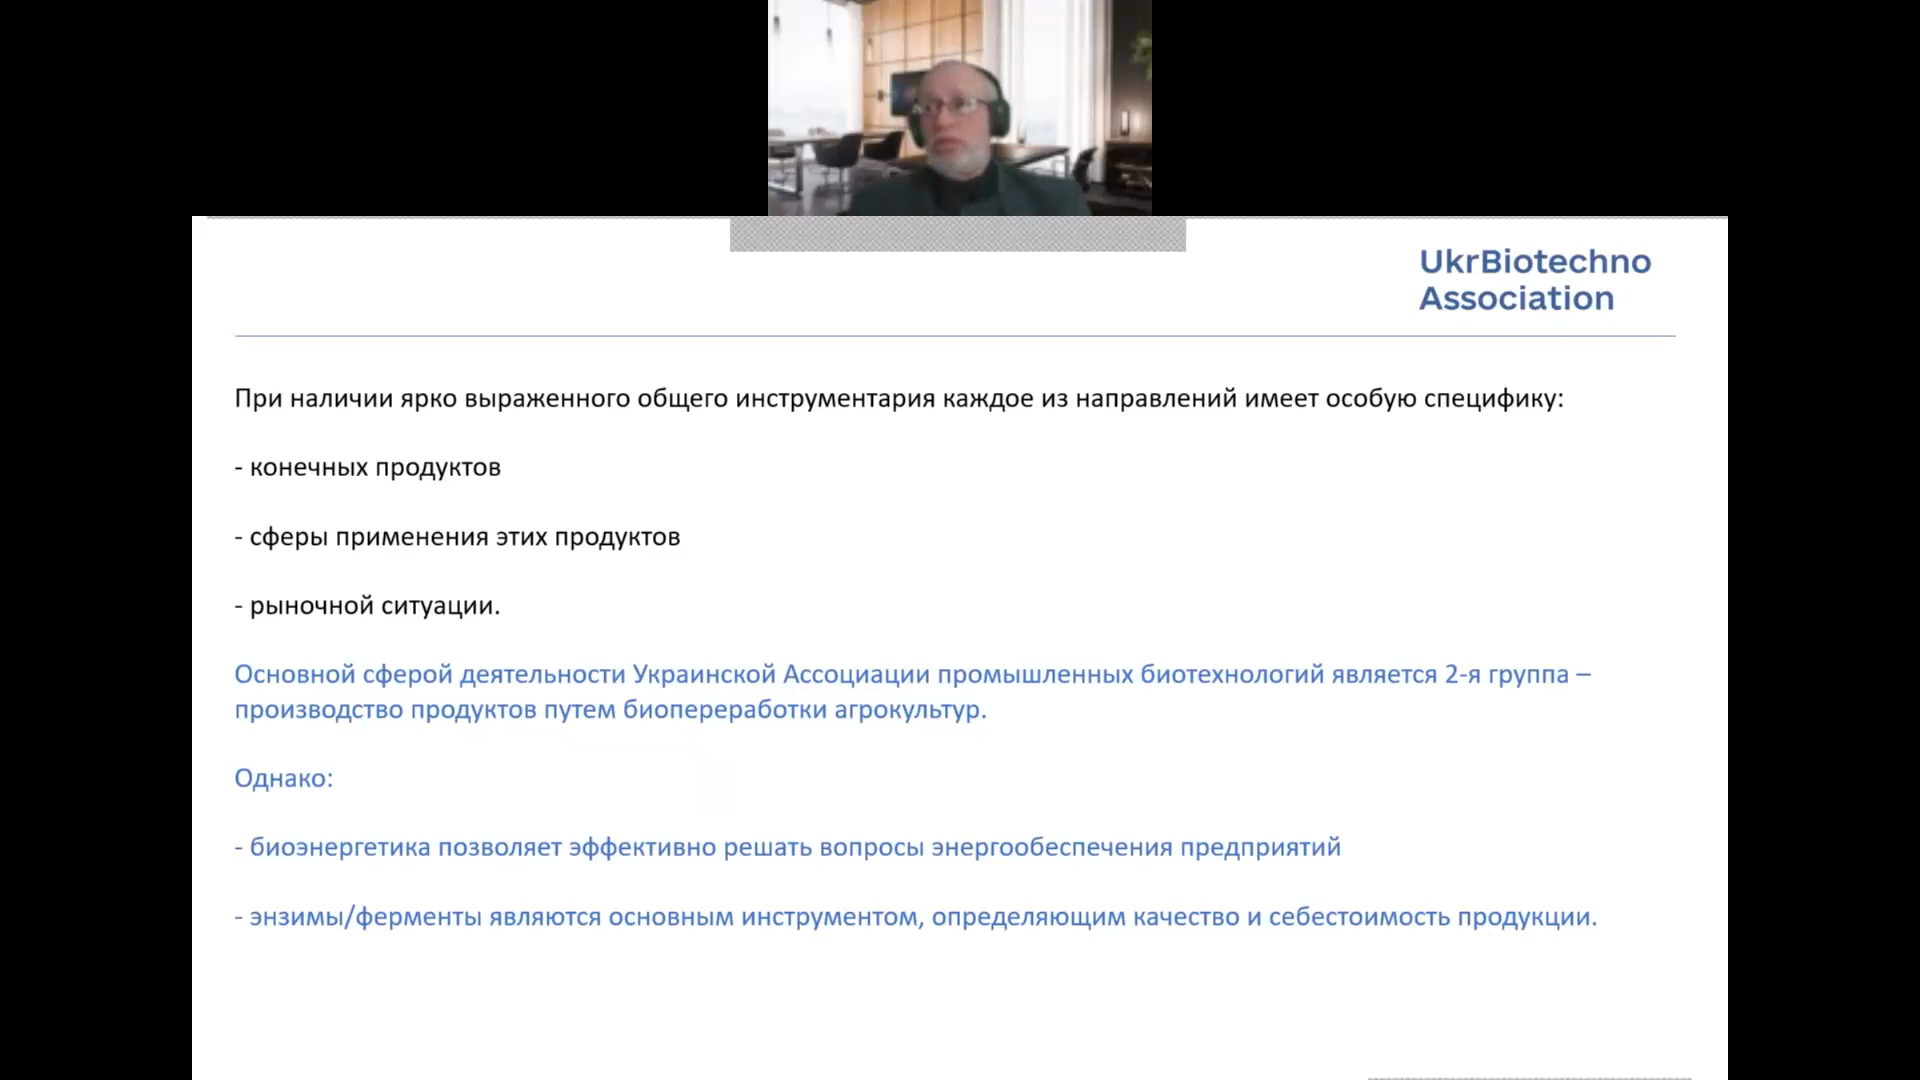 UkrBiotechno
Association
При наличии ярко выраженного общего инструментария каждое из направлений имеет особую специфику:
- конечных продуктов
- сферы применения этих продуктов
- рыночной ситуации.
Основной сферой деятельности Украинской Ассоциации промышленных биотехнологий является 2-я группа –
производство продуктов путем биопереработки агрокультур.
Однако:
- биоэнергетика позволяет эффективно решать вопросы энергообеспечения предприятий
- энзимы/ферменты являются основным инструментом, определяющим качество и себестоимость продукции.